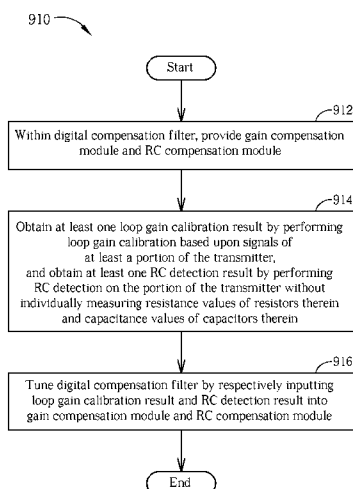 910
Start
912
Within digital compensation filter, provide gain compensation
module and RC compensation module
914
Obtain at least one loop gain calibration result by performing
loop gain calibration based upon signals of
at least a portion of the transmitter,
and obtain at least one RC detection result by performing
RC detection on the portion of the transmitter without
individually measuring resistance values of resistors therein
and capacitance values of capacitors therein
916
Tune digital compensation filter by respectively inputting
loop gain calibration result and RC detection result into
gain compensation module and RC compensation module
End